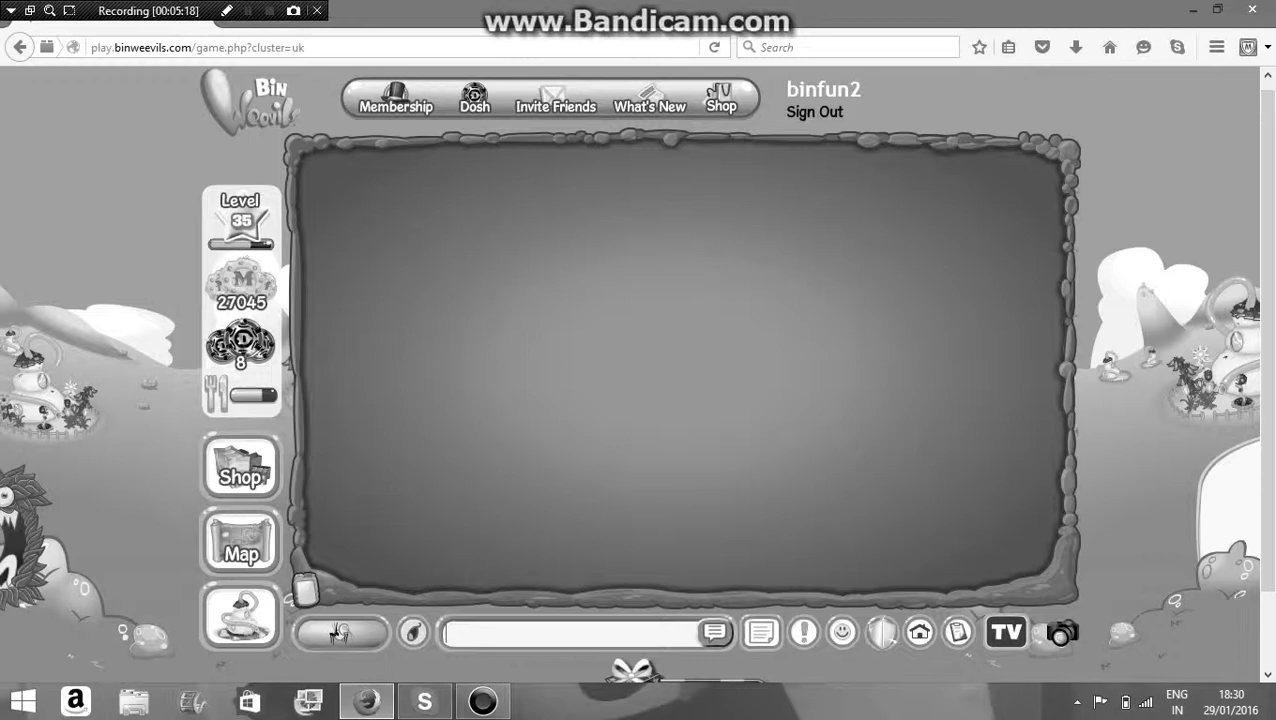 Recording [00:05:18]
www.Bandicam.com
play.binweevils.com/game.php?cluster=uk
Search
Bin
Weevils
Membership
Dosh
Invite Friends
What's New
Shop
binfun2
Sign Out
Level
35
M
27045
D
8
Shop
Map
TV
a
S
ENG
IN
18:30
29/01/2016